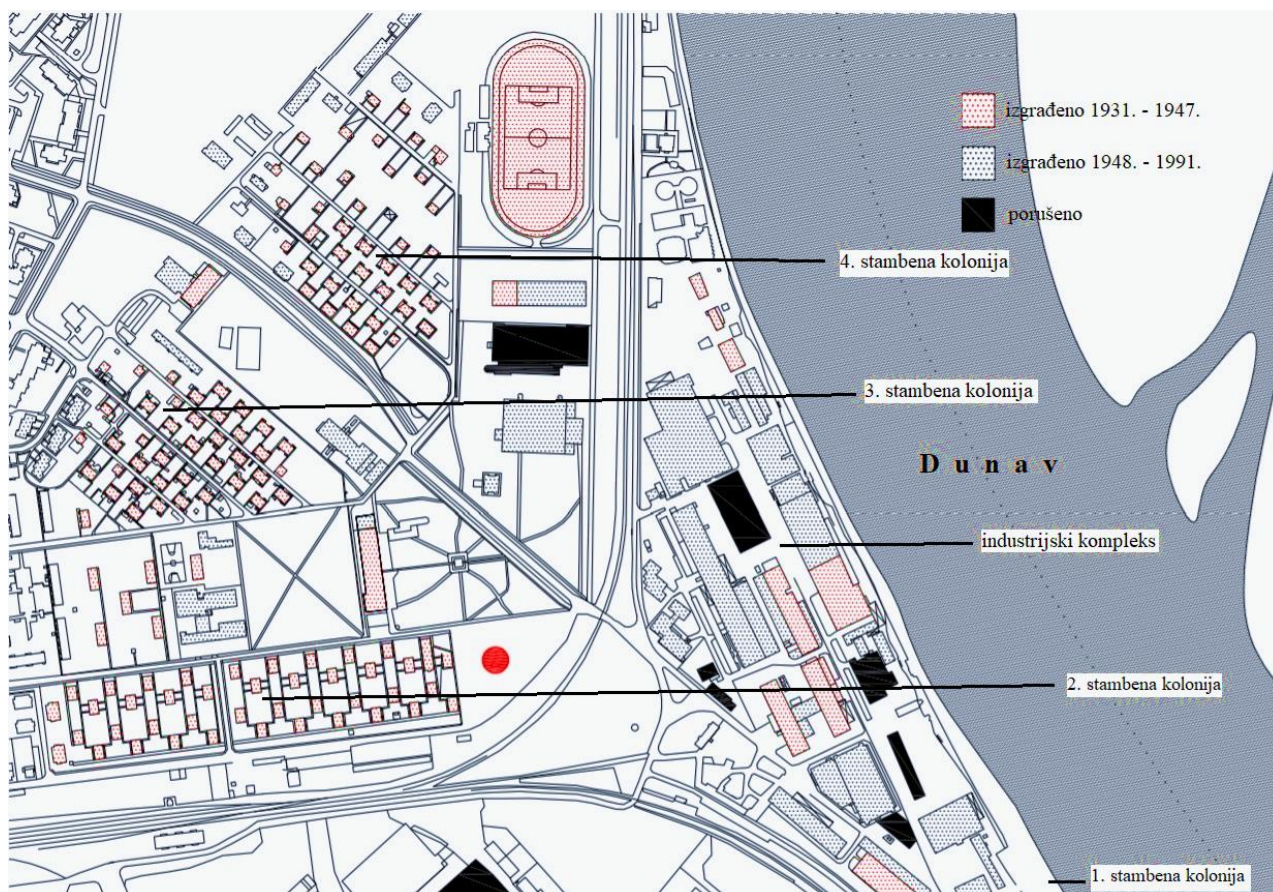 izgrađeno 1931. - 1947.
izgrađeno 1948. - 1991.
porušeno
4. stambena kolonija
3. stambena kolonija
D u n a v
industrijski kompleks
2. stambena kolonija
1. stambena kolonija